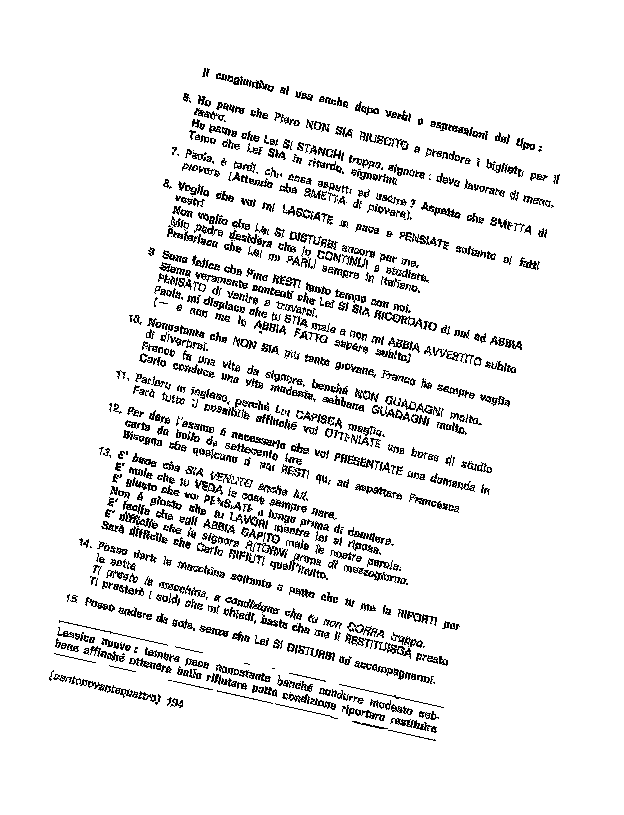 Il congiuntivo si usa anche dopo verbi o espressioni del tipo :
6. Ho paura che Piero NON SIA RIUSCITO a prendere i biglietti per il
teatro.
Ho paura che Lei SI STANCHI troppo, signora : deve lavorare di meno.
Temo che Lei SIA in ritardo, signorina
7. Paola, è tardi, che cosa aspetti ad uscire ? Aspetto che SMETTA di
piovere (Attendo che SMETTA di piovere).
8. Voglio che voi mi LASCIATE in pace e PENSIATE soltanto ai fatti
vostri
Non voglio che Lei SI DISTURBI ancora per me.
Mio padre desidera che io CONTINUI a studiare.
Preferisco che Lei mi PARLI sempre in italiano.
9 Sono felice che Pino RESTI tanto tempo con noi.
Siamo veramente contenti che Lei SI SIA RICORDATO di noi ed ABBIA
PENSATO di venire a trovarci.
Paola, mi dispiace che tu STIA male e non mi ABBIA AVVERTITO subito
(— e non me lo ABBIA FATTO sapere subito)
10. Nonostante che NON SIA più tanto giovane, Franco ha sempre voglia
di divertirsi.
Franco fa una vita da signore, benché NON GUADAGNI molto.
Carlo conduce una vita modesta, sebbene GUADAGNI molto.
11. Parlerò in inglese, perché Lei CAPISCA meglio.
Farò tutto il possibile affinché voi OTTENIATE una borsa di studio
12. Per dare l'esame è necessario che voi PRESENTIATE una domanda in
carta da bollo da settecento lire
Bisogna che qualcuno di noi RESTI qui ad aspettare Francesca
13. E' bene che SIA VENUTO anche lui.
E' male che tu VEDA le cose sempre nere.
E' giusto che voi PENSIATE a lungo prima di decidere.
Non è giusto che tu LAVORI mentre lei si riposa.
E' facile che egli ABBIA CAPITO male le nostre parole.
E' difficile che la signora RITORNI prima di mezzogiorno.
Sarà difficile che Carlo RIFIUTI quell'invito.
14. Posso darle la macchina soltanto a patto che tu me la RIPORTI per
le sette
Ti presto la macchina, a condizione che tu non CORRA troppo.
Ti presterò i soldi che mi chiedi, basta che me li RESTITUISCA presto
15. Posso andare da sola, senza che Lei SI DISTURBI ad accompagnarmi.
Lessico nuovo : temere pace nonostante benché condurre modesto seb-
bene affinché ottenere bollo rifiutare patto condizione riportare restituire
(centonovantaquattro) 194